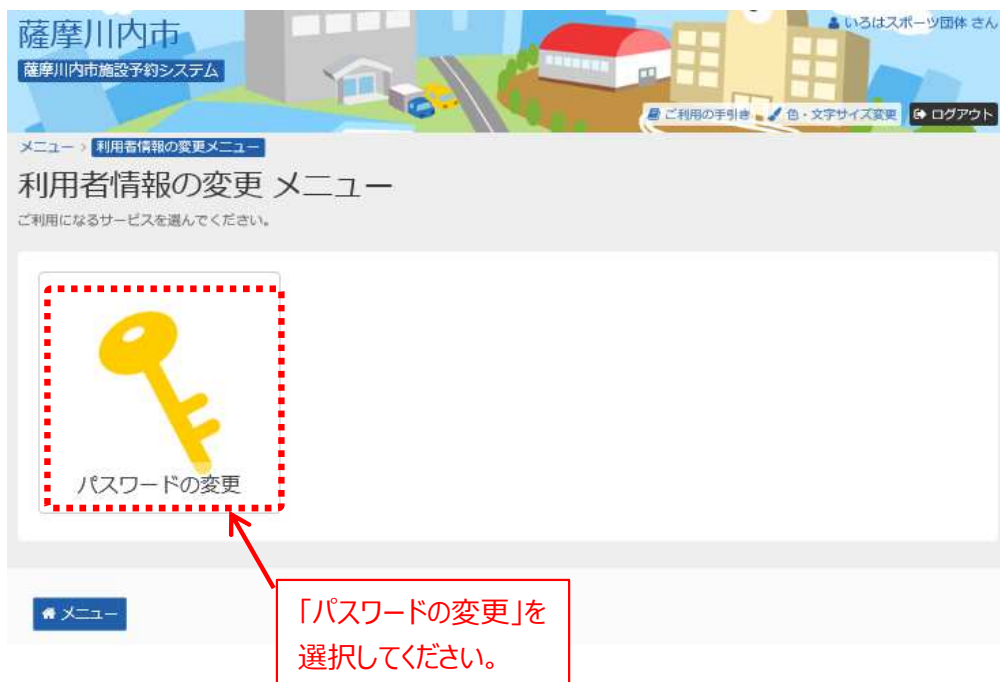 薩摩川内市
薩摩川内市施設予約システム
いろはスポーツ団体 さん
ご利用の手引き
色・文字サイズ変更
ログアウト
メニュー › 利用者情報の変更メニュー
利用者情報の変更 メニュー
ご利用になるサービスを選んでください。
パスワードの変更
メニュー
「パスワードの変更」を
選択してください。